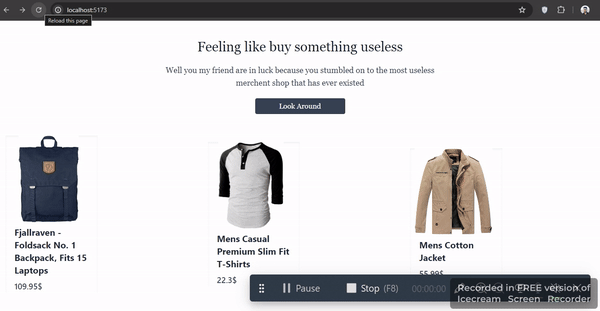 localhost:5173
Reload this page
Feeling like buy something useless
Well you my friend are in luck because you stumbled on to the most useless
merchent shop that has ever existed
Look Around
Fjallraven -
Foldsack No. 1
Backpack, Fits 15
Laptops
109.95$
Mens Casual
Premium Slim Fit
T-Shirts
22.3$
Mens Cotton
Jacket
55.99$
Pause
Stop (F8)
00:00:00
Recorded in FREE version of
Icecream Screen Recorder